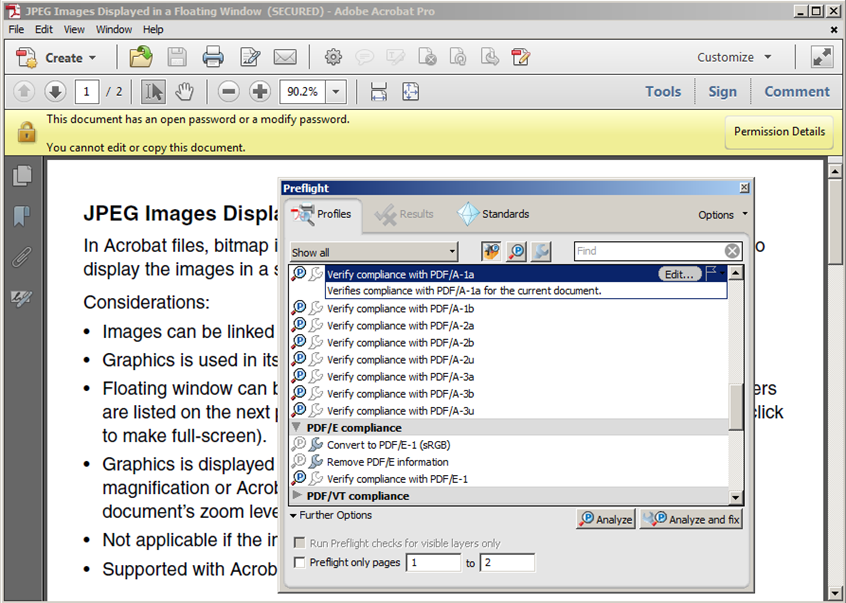 JPEG Images Displayed in a Floating Window (SECURED) - Adobe Acrobat Pro
File Edit View Window Help
Create Customize
1 / 2 90.2% Tools Sign Comment
This document has an open password or a modify password.
You cannot edit or copy this document.
Permission Details
JPEG Images Displa
In Acrobat files, bitmap i o
display the images in a s
Considerations:
• Images can be linked
• Graphics is used in its
• Floating window can b ers
are listed on the next p click
to make full-screen).
• Graphics is displayed
magnification or Acrob
document's zoom leve
• Not applicable if the in
• Supported with Acrob
Preflight
Profiles Results Standards Options
Show all Find
Verify compliance with PDF/A-1a Edit...
Verifies compliance with PDF/A-1a for the current document.
Verify compliance with PDF/A-1b
Verify compliance with PDF/A-2a
Verify compliance with PDF/A-2b
Verify compliance with PDF/A-2u
Verify compliance with PDF/A-3a
Verify compliance with PDF/A-3b
Verify compliance with PDF/A-3u
PDF/E compliance
Convert to PDF/E-1 (sRGB)
Remove PDF/E information
Verify compliance with PDF/E-1
PDF/VT compliance
Further Options
Analyze Analyze and fix
Run Preflight checks for visible layers only
Preflight only pages 1 to 2